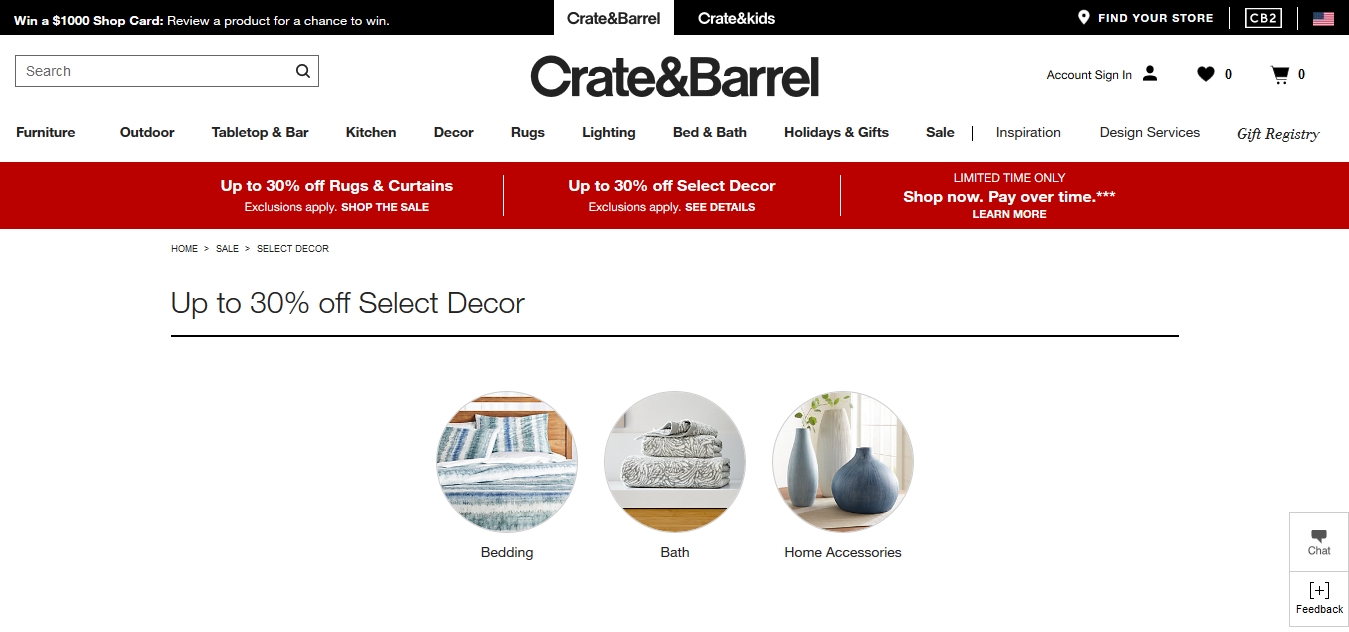 Win a $1000 Shop Card: Review a product for a chance to win.
Crate&Barrel
Crate&kids
FIND YOUR STORE
CB2
Search
Crate&Barrel
Account Sign In
0
0
Furniture
Outdoor
Tabletop & Bar
Kitchen
Decor
Rugs
Lighting
Bed & Bath
Holidays & Gifts
Sale
Inspiration
Design Services
Gift Registry
Up to 30% off Rugs & Curtains
Exclusions apply. SHOP THE SALE
Up to 30% off Select Decor
Exclusions apply. SEE DETAILS
LIMITED TIME ONLY
Shop now. Pay over time.***
LEARN MORE
HOME > SALE > SELECT DECOR
Up to 30% off Select Decor
Bedding
Bath
Home Accessories
Chat
[+]
Feedback